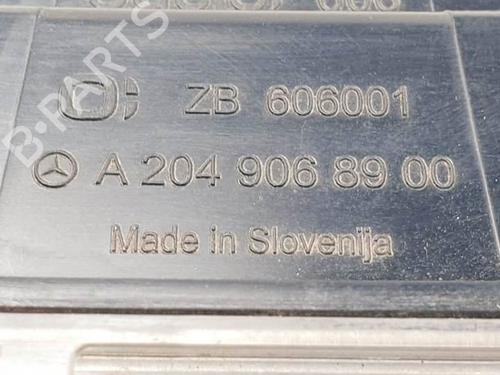 ZB 606001
A 204 906 89 00
Made in Slovenija
B-PARTS